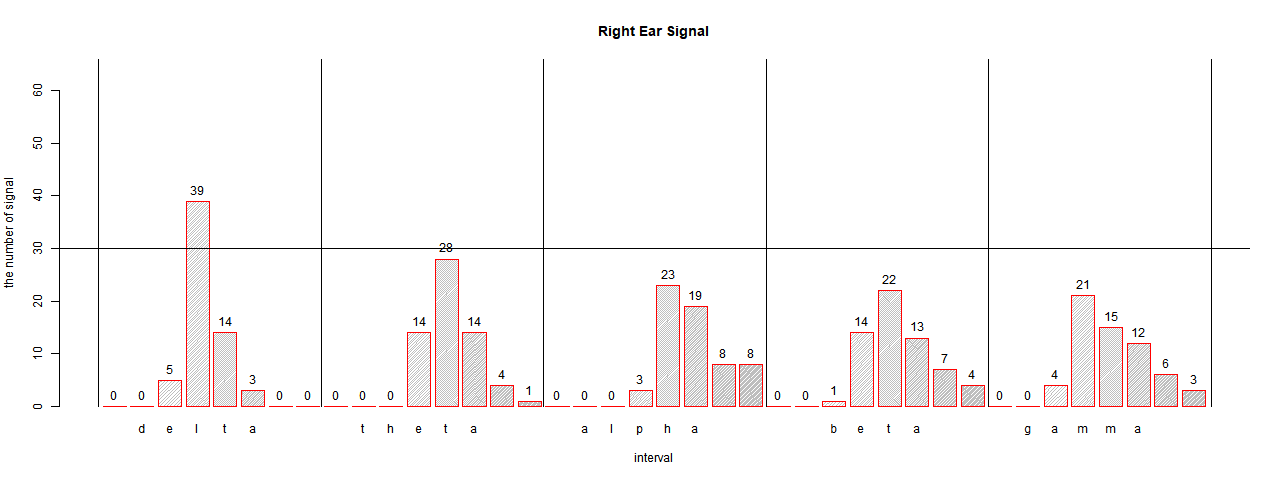 Right Ear Signal
the number of signal
60
50
40
30
20
10
0
0 0 5 39 14 3 0 0
0 0 0 14 28 14 4 1
0 0 0 3 23 19 8 8
0 0 1 14 22 13 7 4
0 0 4 21 15 12 6 3
d e l t a t h e t a a l p h a b e t a g a m m a
interval